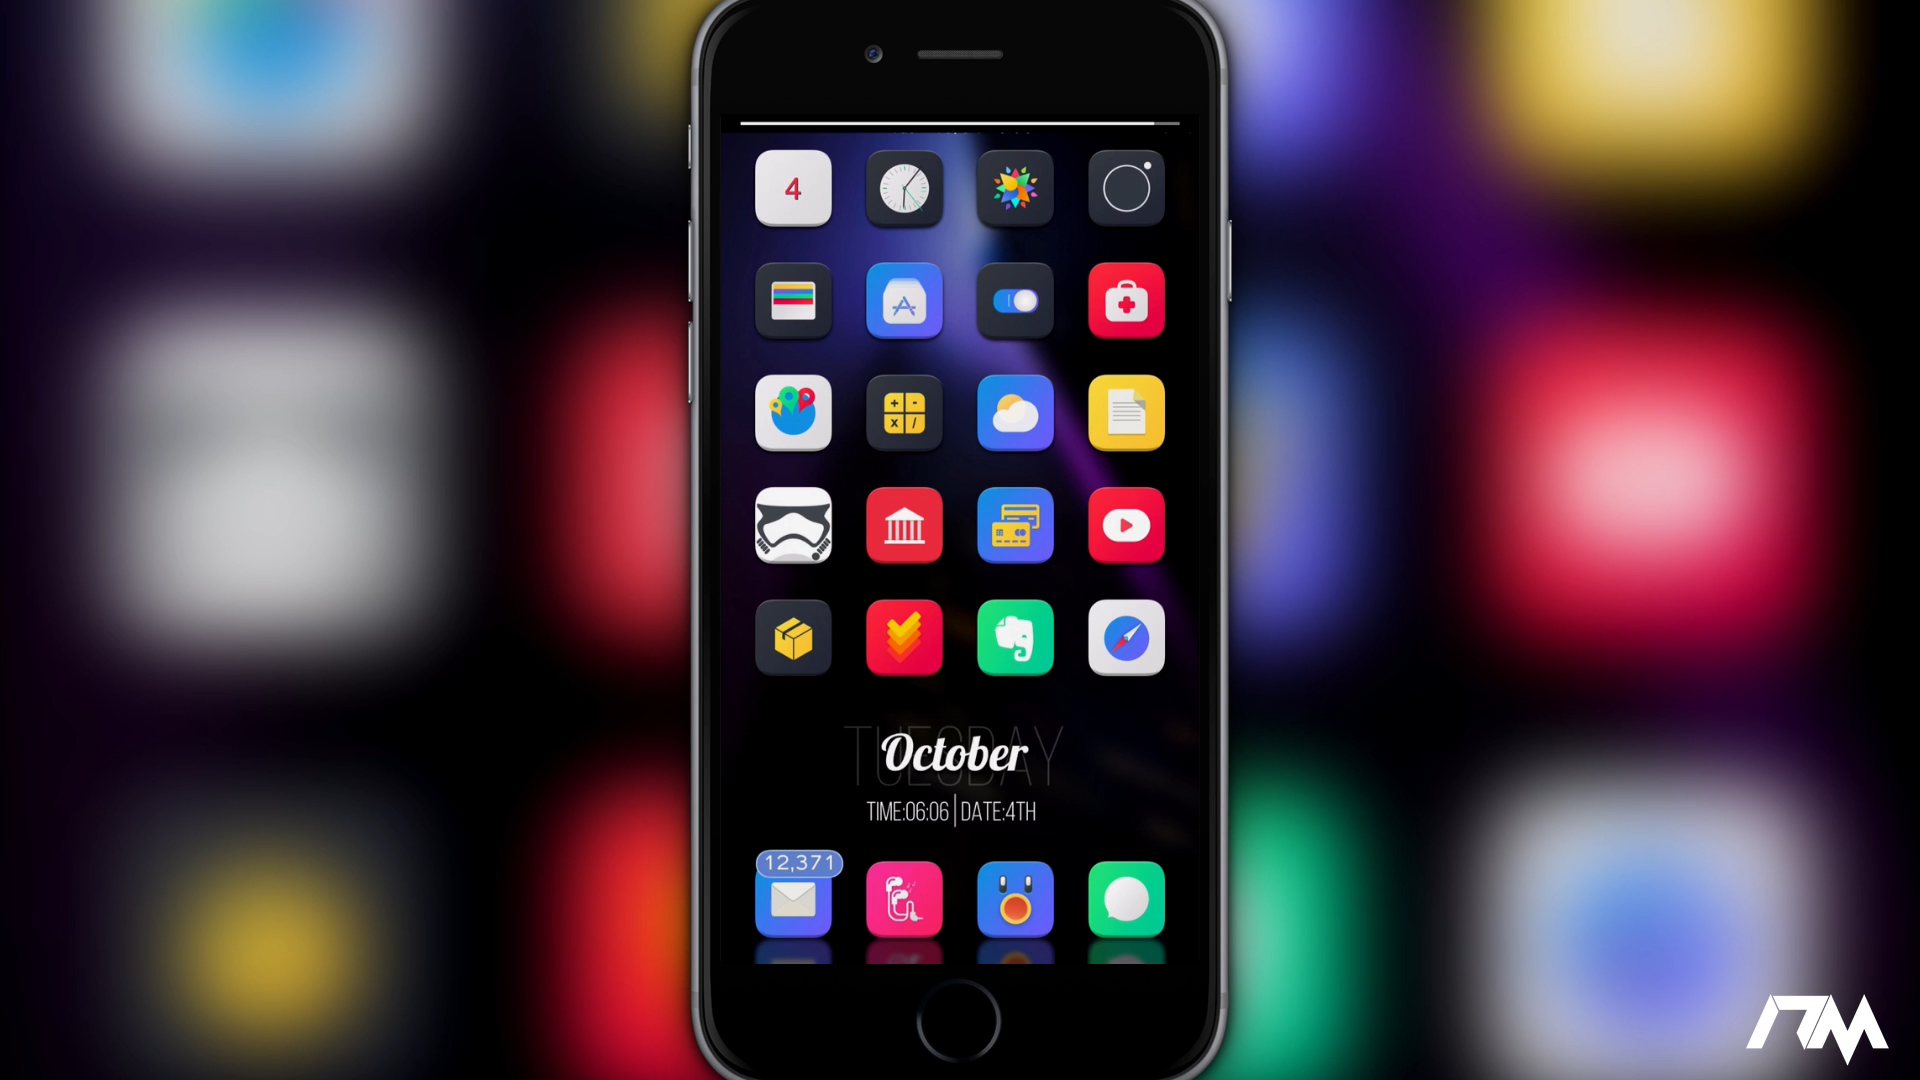 4
+ -
x /
TUESDAY
October
TIME:06:06 | DATE:4TH
12,371